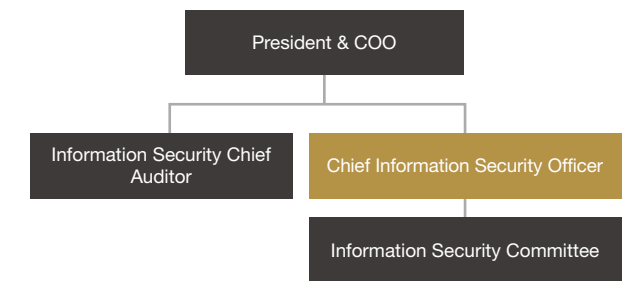 President & COO
Information Security Chief
Auditor
Chief Information Security Officer
Information Security Committee